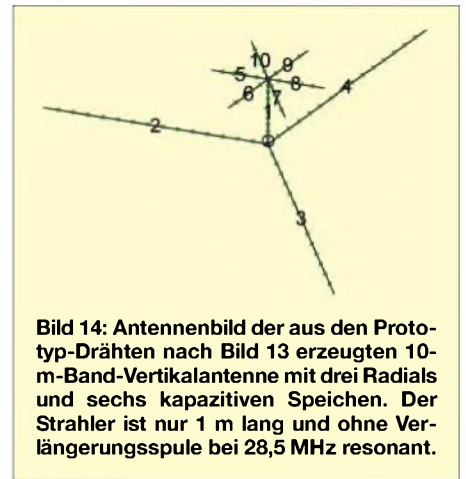 10
9
5
8
6
7
4
1
2
3
Bild 14: Antennenbild der aus den Proto-
typ-Drähten nach Bild 13 erzeugten 10-
m-Band-Vertikalantenne mit drei Radials
und sechs kapazitiven Speichen. Der
Strahler ist nur 1 m lang und ohne Ver-
längerungsspule bei 28,5 MHz resonant.